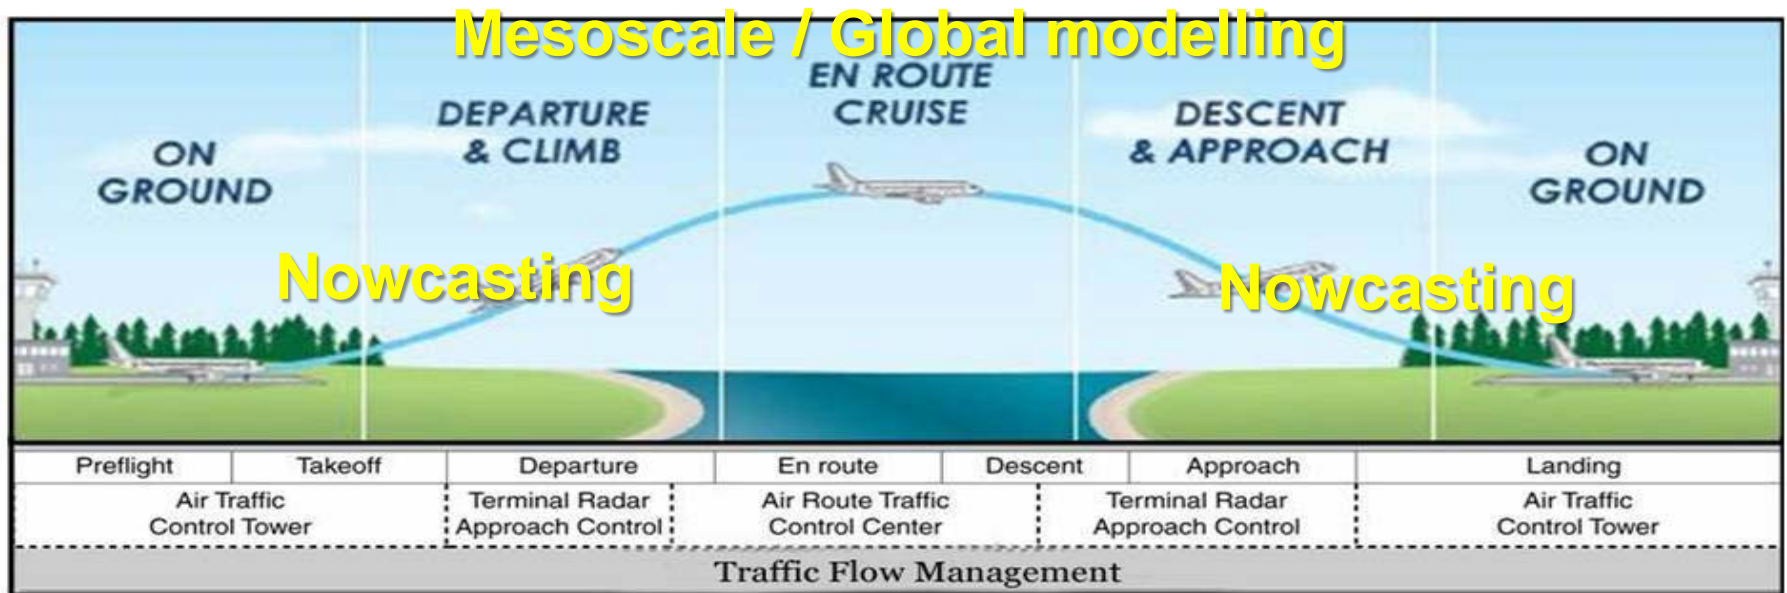 Mesoscale / Global modelling
EN ROUTE
CRUISE
DEPARTURE
& CLIMB
DESCENT
& APPROACH
ON
GROUND
ON
GROUND
Nowcasting
Nowcasting
Preflight
Takeoff
Departure
En route
Descent
Approach
Landing
Air Traffic
Control Tower
Terminal Radar
Approach Control
Air Route Traffic
Control Center
Terminal Radar
Approach Control
Air Traffic
Control Tower
Traffic Flow Management